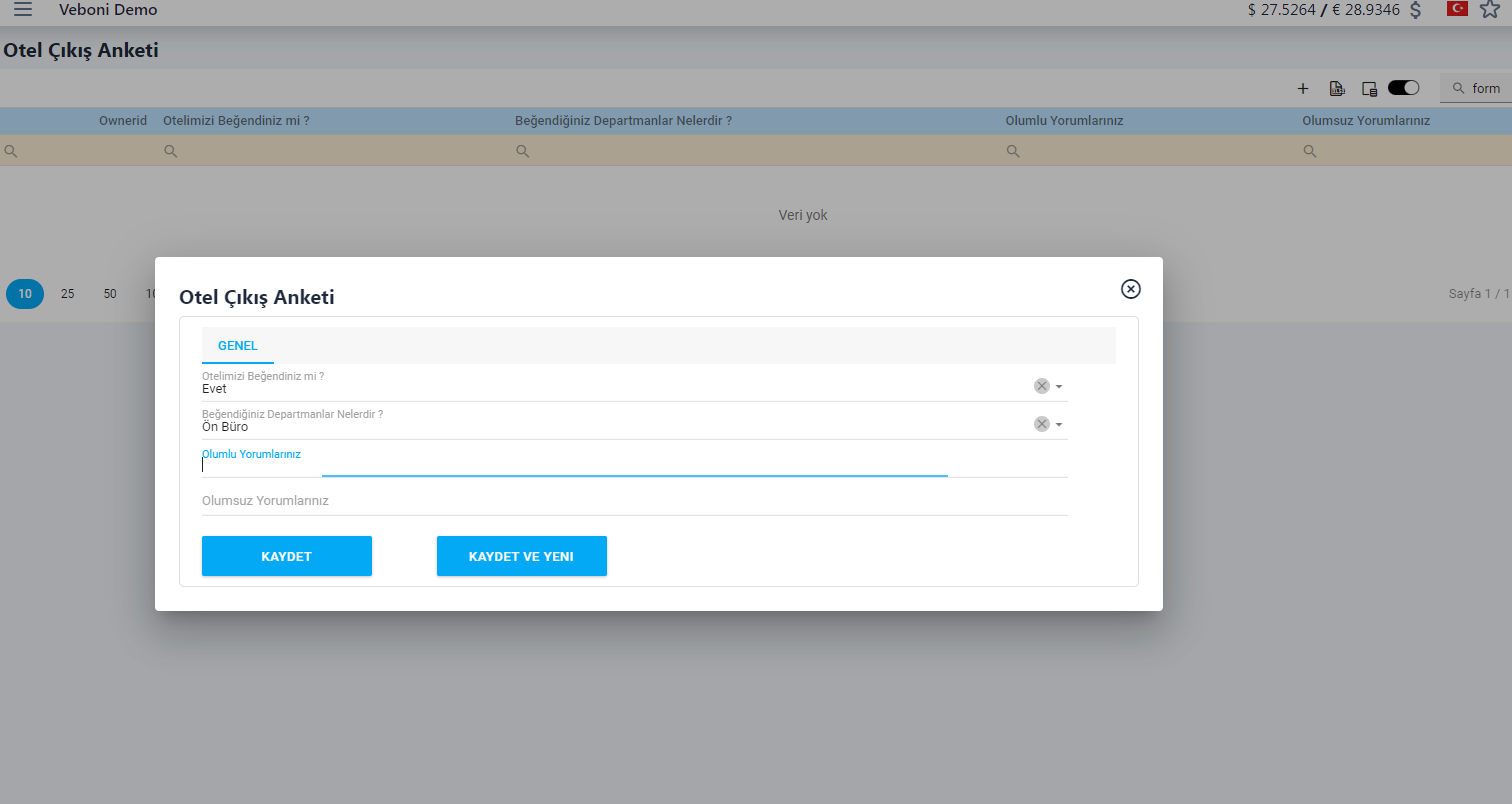 Veboni Demo
$ 27.5264 / € 28.9346
Otel Çıkış Anketi
form
Ownerid Otelimizi Beğendiniz mi ? Beğendiğiniz Departmanlar Nelerdir ? Olumlu Yorumlarınız Olumsuz Yorumlarınız
Veri yok
10 25 50
Sayfa 1 / 1
Otel Çıkış Anketi
GENEL
Otelimizi Beğendiniz mi ?
Evet
Beğendiğiniz Departmanlar Nelerdir ?
Ön Büro
Olumlu Yorumlarınız
Olumsuz Yorumlarınız
KAYDET KAYDET VE YENI